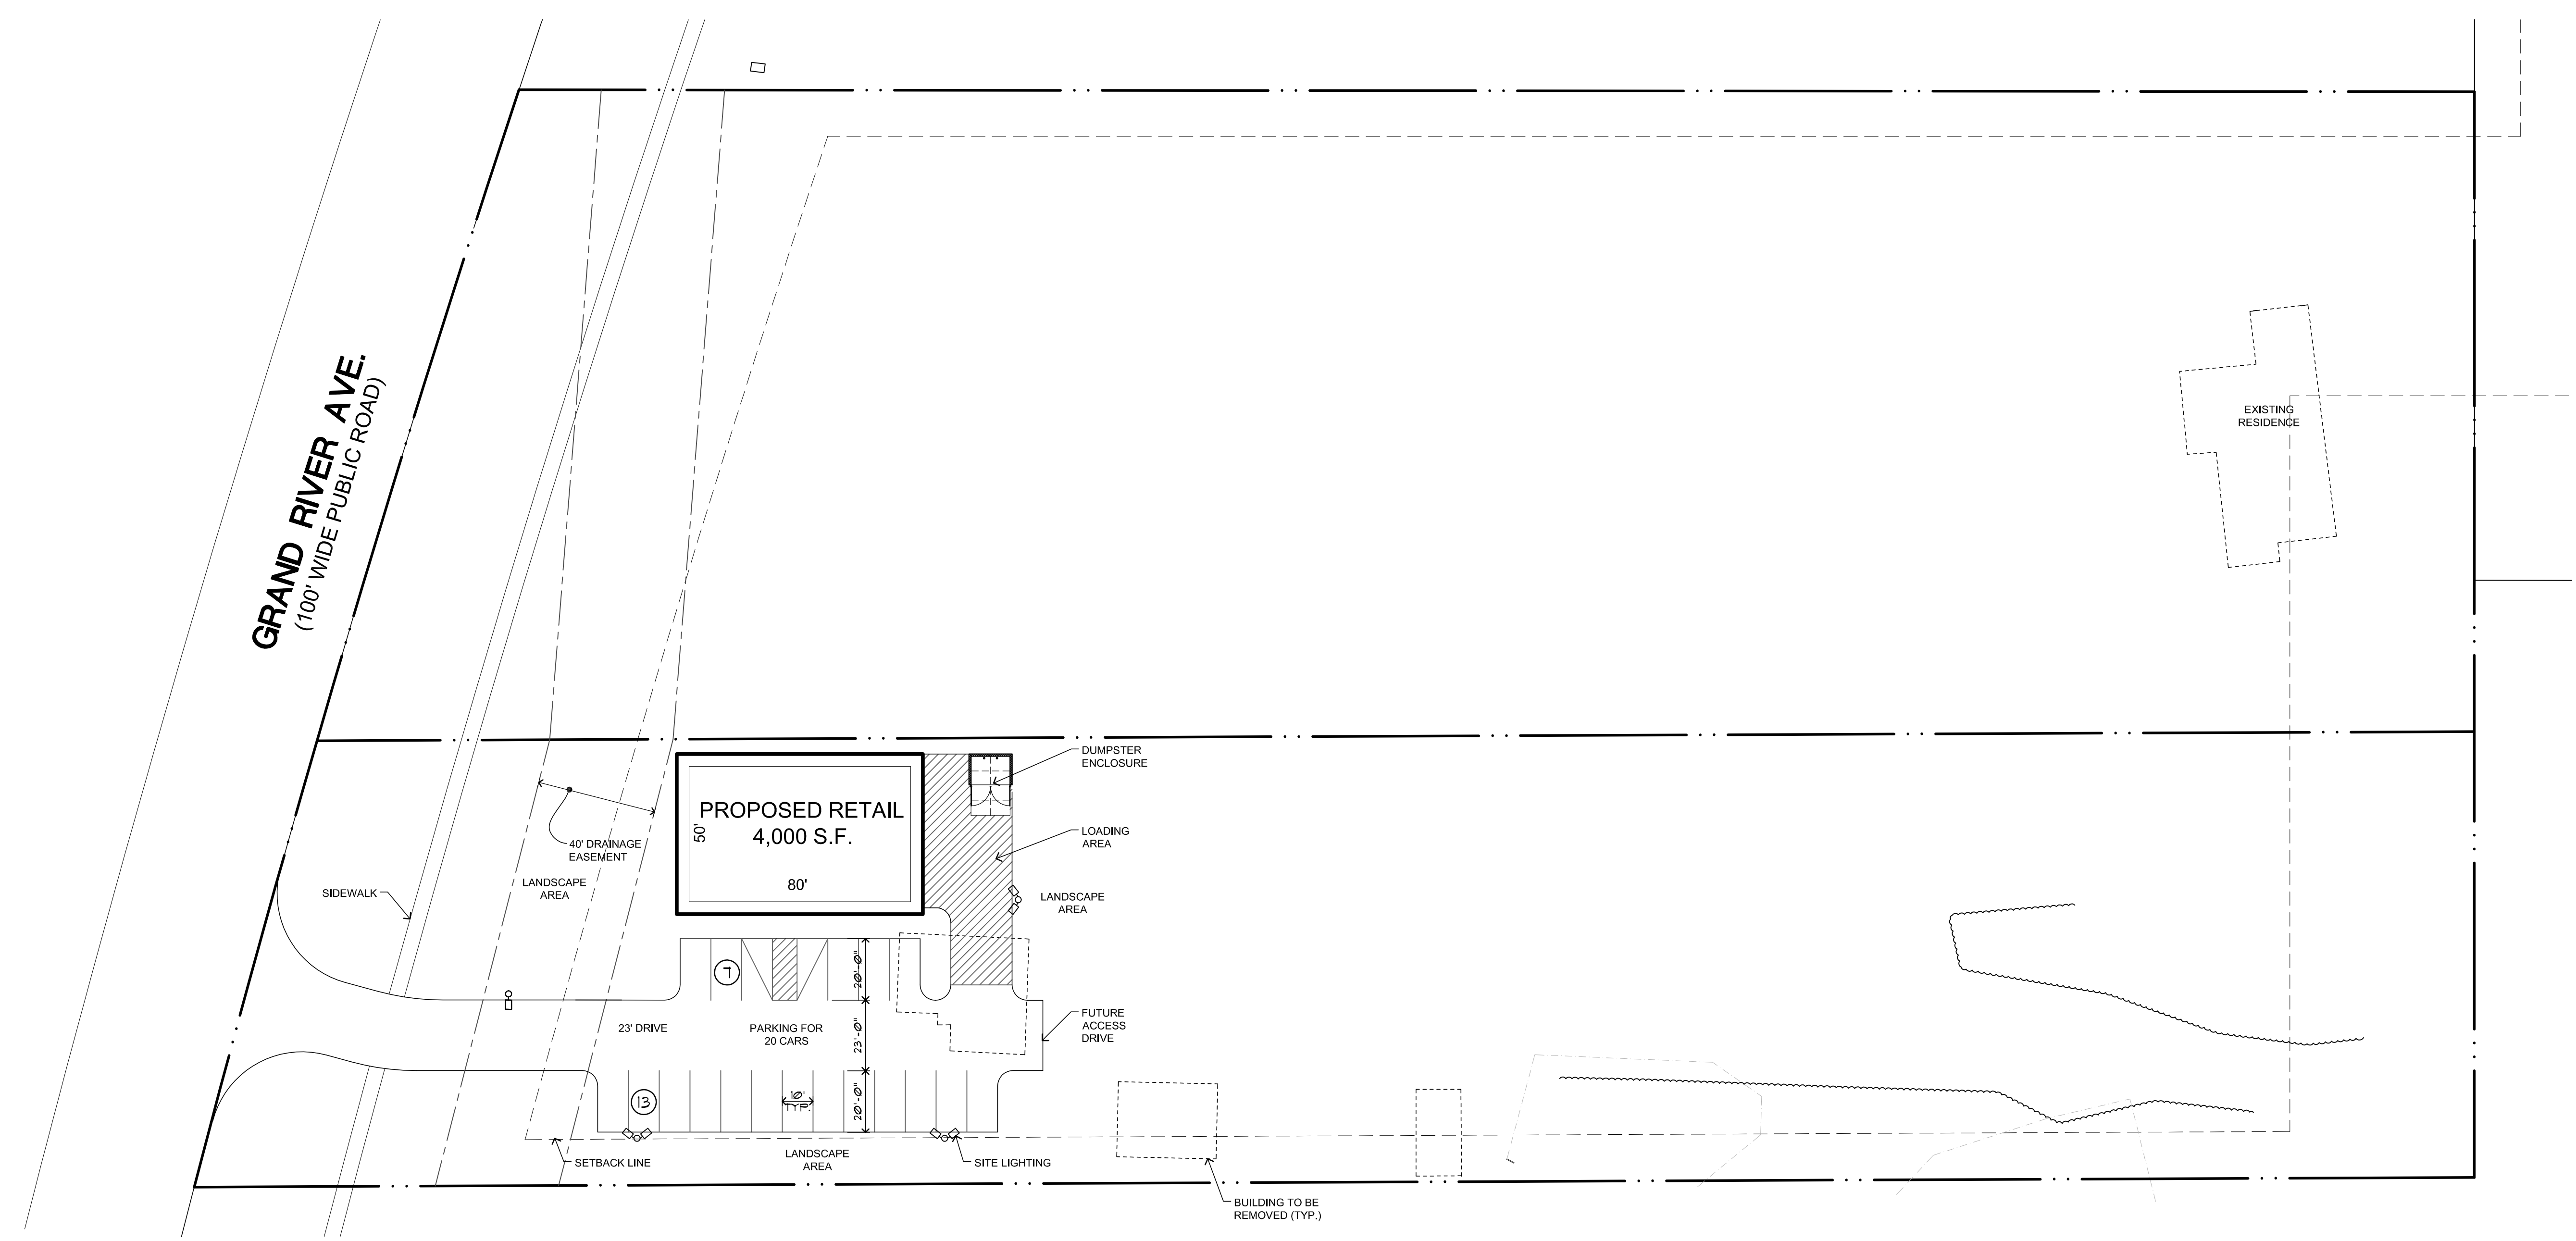 GRAND RIVER AVE.
(100' WIDE PUBLIC ROAD)
EXISTING
RESIDENCE
DUMPSTER
ENCLOSURE
PROPOSED RETAIL
4,000 S.F.
50'
80'
LOADING
AREA
40' DRAINAGE
EASEMENT
LANDSCAPE
AREA
SIDEWALK
LANDSCAPE
AREA
7
20'-0"
23' DRIVE
PARKING FOR
20 CARS
23'-0"
FUTURE
ACCESS
DRIVE
13
10'
TYP.
20'-0"
SETBACK LINE
LANDSCAPE
AREA
SITE LIGHTING
BUILDING TO BE
REMOVED (TYP.)